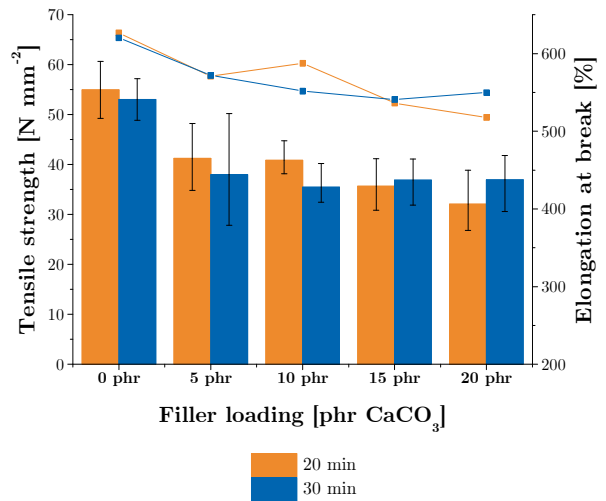 70
60
50
40
30
20
10
0
Tensile strength [N mm⁻²]
600
500
400
300
200
Elongation at break [%]
0 phr 5 phr 10 phr 15 phr 20 phr
Filler loading [phr CaCO₃]
20 min
30 min